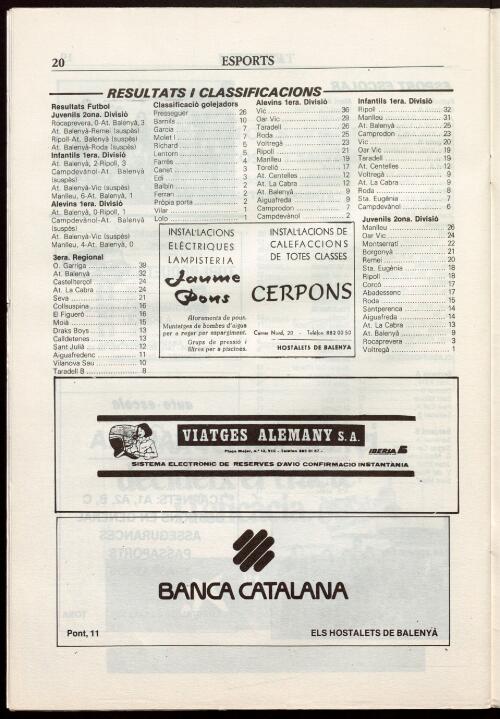 20
ESPORTS
RESULTATS I CLASSIFICACIONS
Resultats Futbol
Juvenils 2ona. Divisió
Rocaprevera, 0-At. Balenyà, 3
At. Balenyà-Remei (suspès)
Ripoll-At. Balenyà (suspès)
At. Balenyà-Roda (suspès)
Infantils 1era. Divisió
At. Balenyà, 2-Ripoll, 3
Campdevànol-At. Balenyà
(suspès)
At. Balenyà-Vic (suspès)
Manlleu, 6-At. Balenyà, 1
Alevins 1era. Divisió
At. Balenyà, 0-Ripoll, 1
Campdevànol-At. Balenyà
(suspès)
At. Balenyà-Vic (suspès)
Manlleu, 4-At. Balenyà, 0
3era. Regional
O. Garriga 38
At. Balenyà 32
Castellterçol 24
At. La Cabra 24
Seva 21
Collsuspina 16
El Figueró 16
Moià 15
Draks Boys 13
Calldetenes 13
Sant Julià 12
Aiguafredenc 11
Vilanova Sau 10
Taradell B 8
Classificació golejadors
Presseguer 26
Barnils 10
Garcia 7
Molet I 7
Richard 5
Lentorn 5
Farrés 4
Canet 3
Edi 3
Balbin 2
Ferran 2
Pròpia porta 2
Vilar 1
Lollo 1
Alevins 1era. Divisió
Vic 36
Oar Vic 29
Taradell 26
Roda 25
Voltregà 23
Ripoll 21
Manlleu 19
Torelló 17
At. Centelles 12
At. La Cabra 12
At. Balenyà 9
Aiguafreda 9
Camprodon 7
Campdevànol 2
Infantils 1era. Divisió
Ripoll 32
Manlleu 31
At. Balenyà 25
Camprodon 23
Vic 20
Oar Vic 19
Taradell 19
At. Centelles 12
Voltregà 9
At. La Cabra 9
Roda 8
Sta. Eugènia 7
Campdevànol 6
Juvenils 2ona. Divisió
Manlleu 26
Oar Vic 24
Montserratí 22
Borgonyà 21
Remei 20
Sta. Eugènia 18
Ripoll 18
Corcó 17
Abadessenc 17
Roda 15
Santperenca 14
Aiguafreda 14
At. La Cabra 13
At. Balenyà 9
Rocaprevera 3
Voltregà 1
INSTAL·LACIONS
ELÈCTRIQUES
LAMPISTERIA
Jaume
Pons
Aforaments de pous.
Muntatges de bombes d'aigua
per a regar per aspargiment.
Grups de pressió i
filtres per a piscines.
INSTAL·LACIONS DE
CALEFACCIONS
DE TOTES CLASSES
CERPONS
Carrer Nord, 20 - Telèfon 882 00 50
HOSTALETS DE BALENYA
VIATGES ALEMANY S.A.
IBERIA
SISTEMA ELECTRONIC DE RESERVES D'AVIO CONFIRMACIO INSTANTANIA
BANCA CATALANA
Pont, 11
ELS HOSTALETS DE BALENYÀ